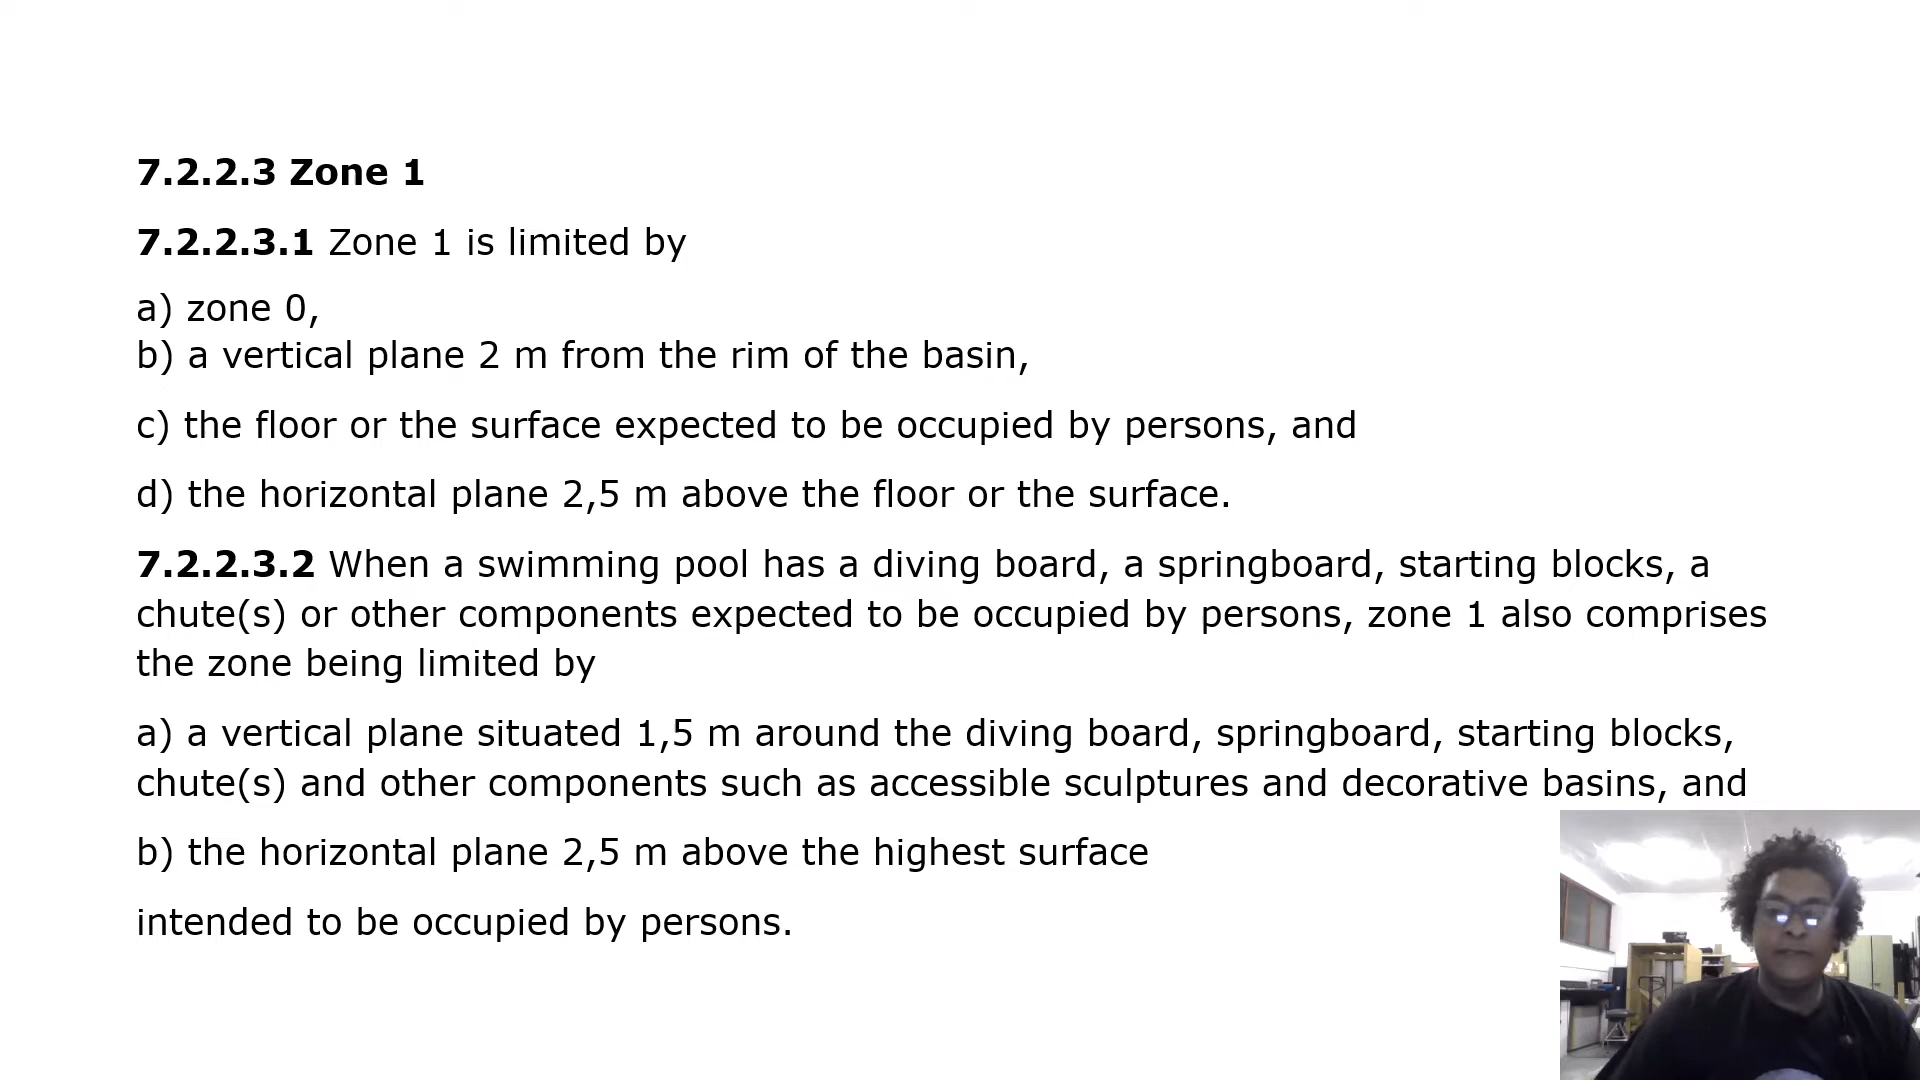 7.2.2.3 Zone 1
7.2.2.3.1 Zone 1 is limited by
a) zone 0,
b) a vertical plane 2 m from the rim of the basin,
c) the floor or the surface expected to be occupied by persons, and
d) the horizontal plane 2,5 m above the floor or the surface.
7.2.2.3.2 When a swimming pool has a diving board, a springboard, starting blocks, a
chute(s) or other components expected to be occupied by persons, zone 1 also comprises
the zone being limited by
a) a vertical plane situated 1,5 m around the diving board, springboard, starting blocks,
chute(s) and other components such as accessible sculptures and decorative basins, and
b) the horizontal plane 2,5 m above the highest surface
intended to be occupied by persons.